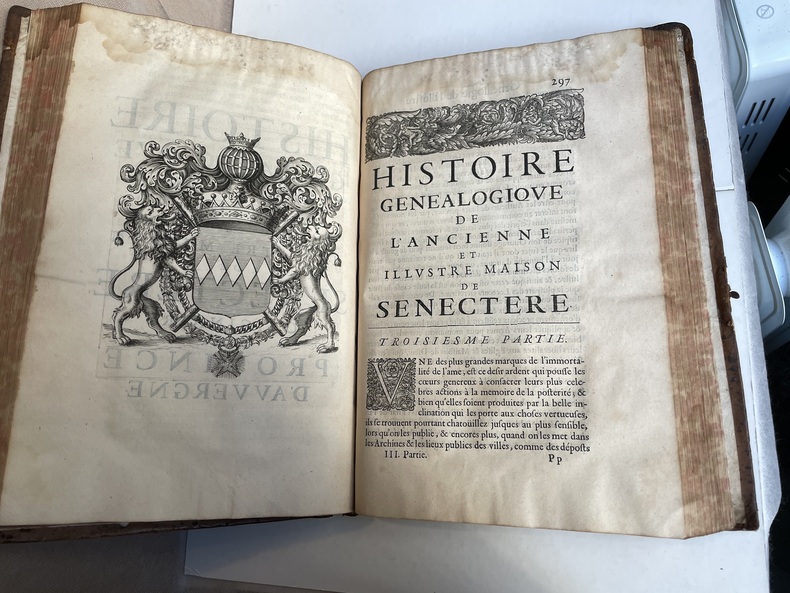 297
HISTOIRE
GENEALOGIQVE
DE
L'ANCIENNE
ET
ILLVSTRE MAISON
DE
SENECTERE
TROISIESME PARTIE.
VNE des plus grandes marques de l'immorta-
lité de l'ame, est ce desir ardent qui pousse les
cœurs genereux à consacrer leurs plus cele-
bres actions à la memoire de la posterité; &
bien qu'elles soient produites par la belle in-
clination qui les porte aux choses vertueuses,
ils se trouuent pourtant chatoüillez jusques au plus sensible,
lors qu'on les publie, & encores plus, quand on les met dans
les Archiues & les lieux publics des villes, comme des déposts
III. Partie. Pp
HISTOIRE
PROVINCE
D'AVVERGNE